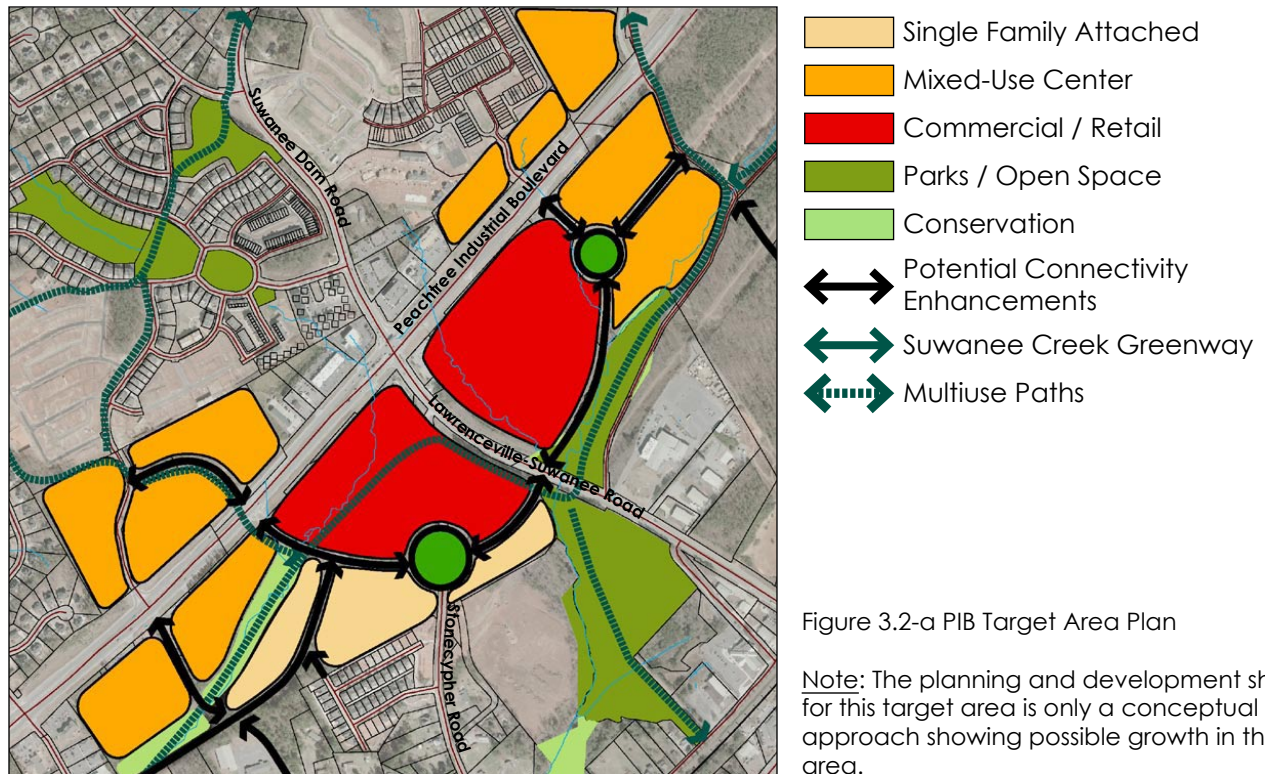 Suwanee Dam Road
Peachtree Industrial Boulevard
Lawrenceville-Suwanee Road
Stonecypher Road
Single Family Attached
Mixed-Use Center
Commercial / Retail
Parks / Open Space
Conservation
Potential Connectivity
Enhancements
Suwanee Creek Greenway
Multiuse Paths
Figure 3.2-a PIB Target Area Plan
Note: The planning and development sh
for this target area is only a conceptual
approach showing possible growth in th
area.